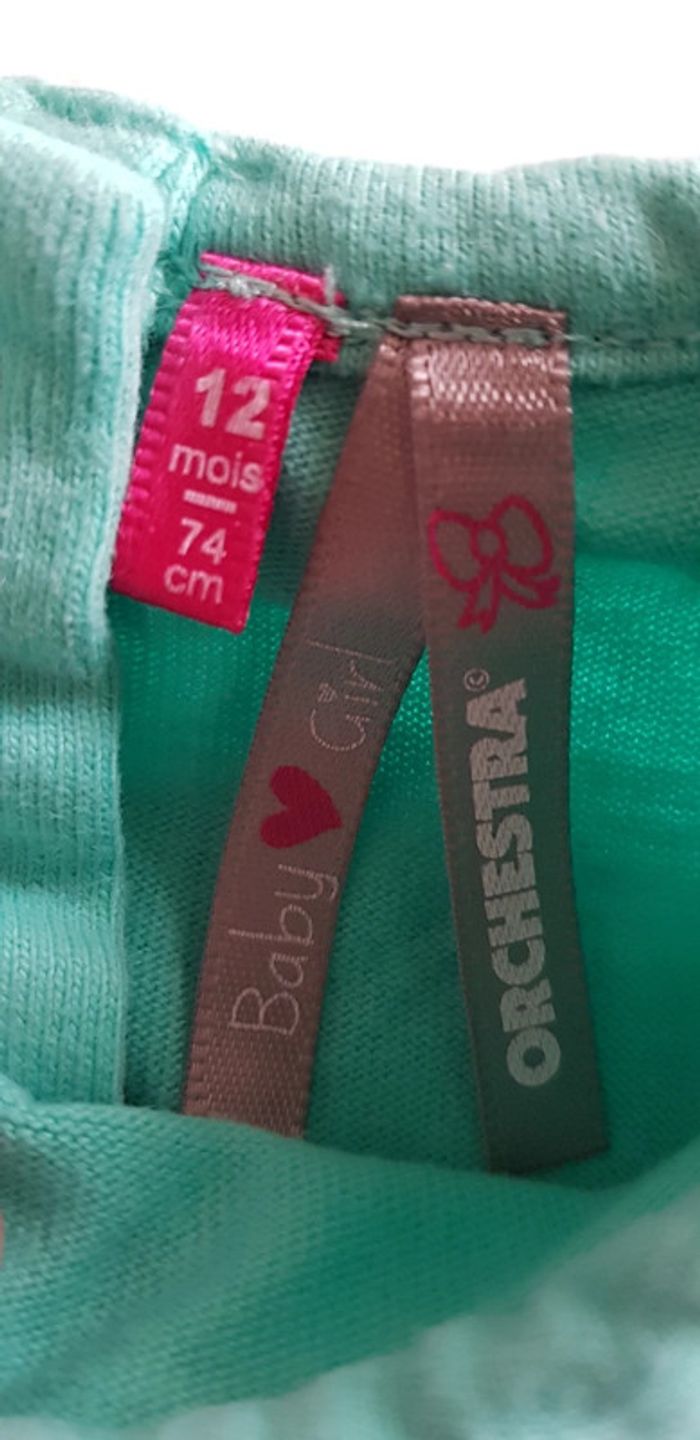 12
mois
74
cm
Baby ♥ Girl
ORCHESTRA©